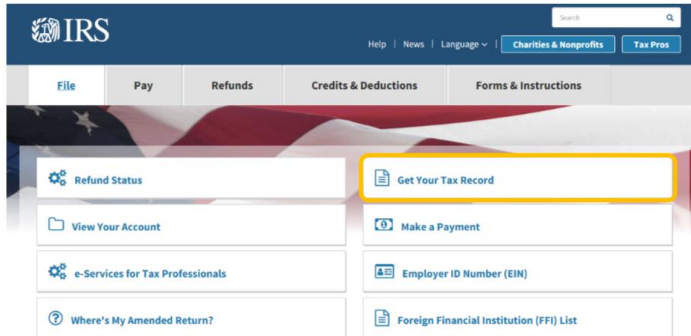 Search
IRS
Help | News | Language | Charities & Nonprofits Tax Pros
File Pay Refunds Credits & Deductions Forms & Instructions
Refund Status Get Your Tax Record
View Your Account Make a Payment
e-Services for Tax Professionals Employer ID Number (EIN)
Where's My Amended Return? Foreign Financial Institution (FFI) List